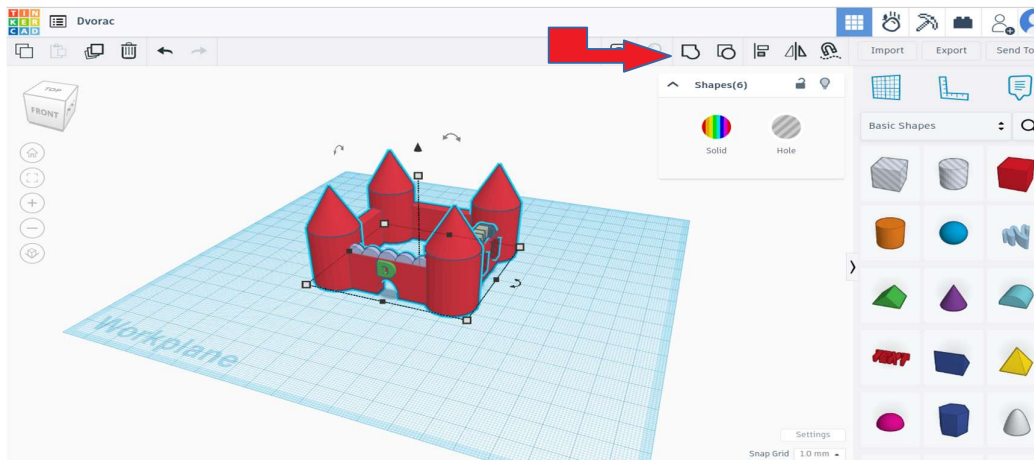 TIN
KER
CAD
Dvorac
Import
Export
Send To
TOP
FRONT
Shapes(6)
Solid
Hole
Basic Shapes
Workplane
D
TEXT
Settings
Snap Grid 1.0 mm